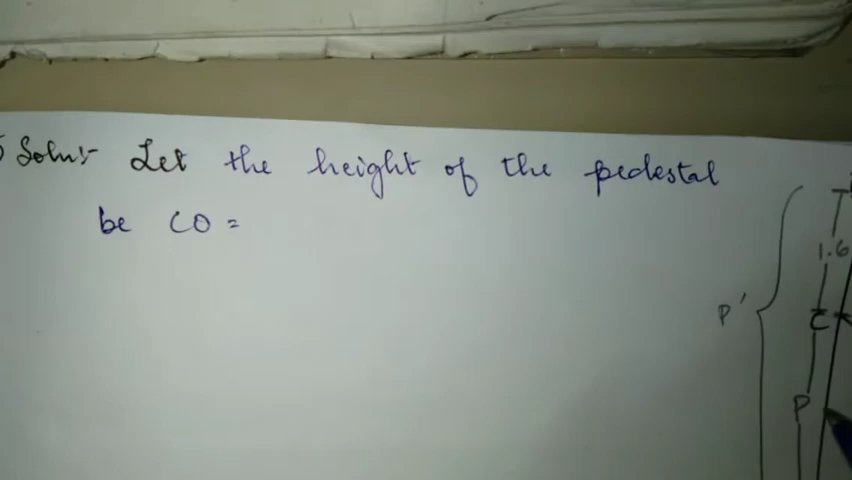 Soln:- Let the height of the pedestal
be CO =
1.6
P'
C
P